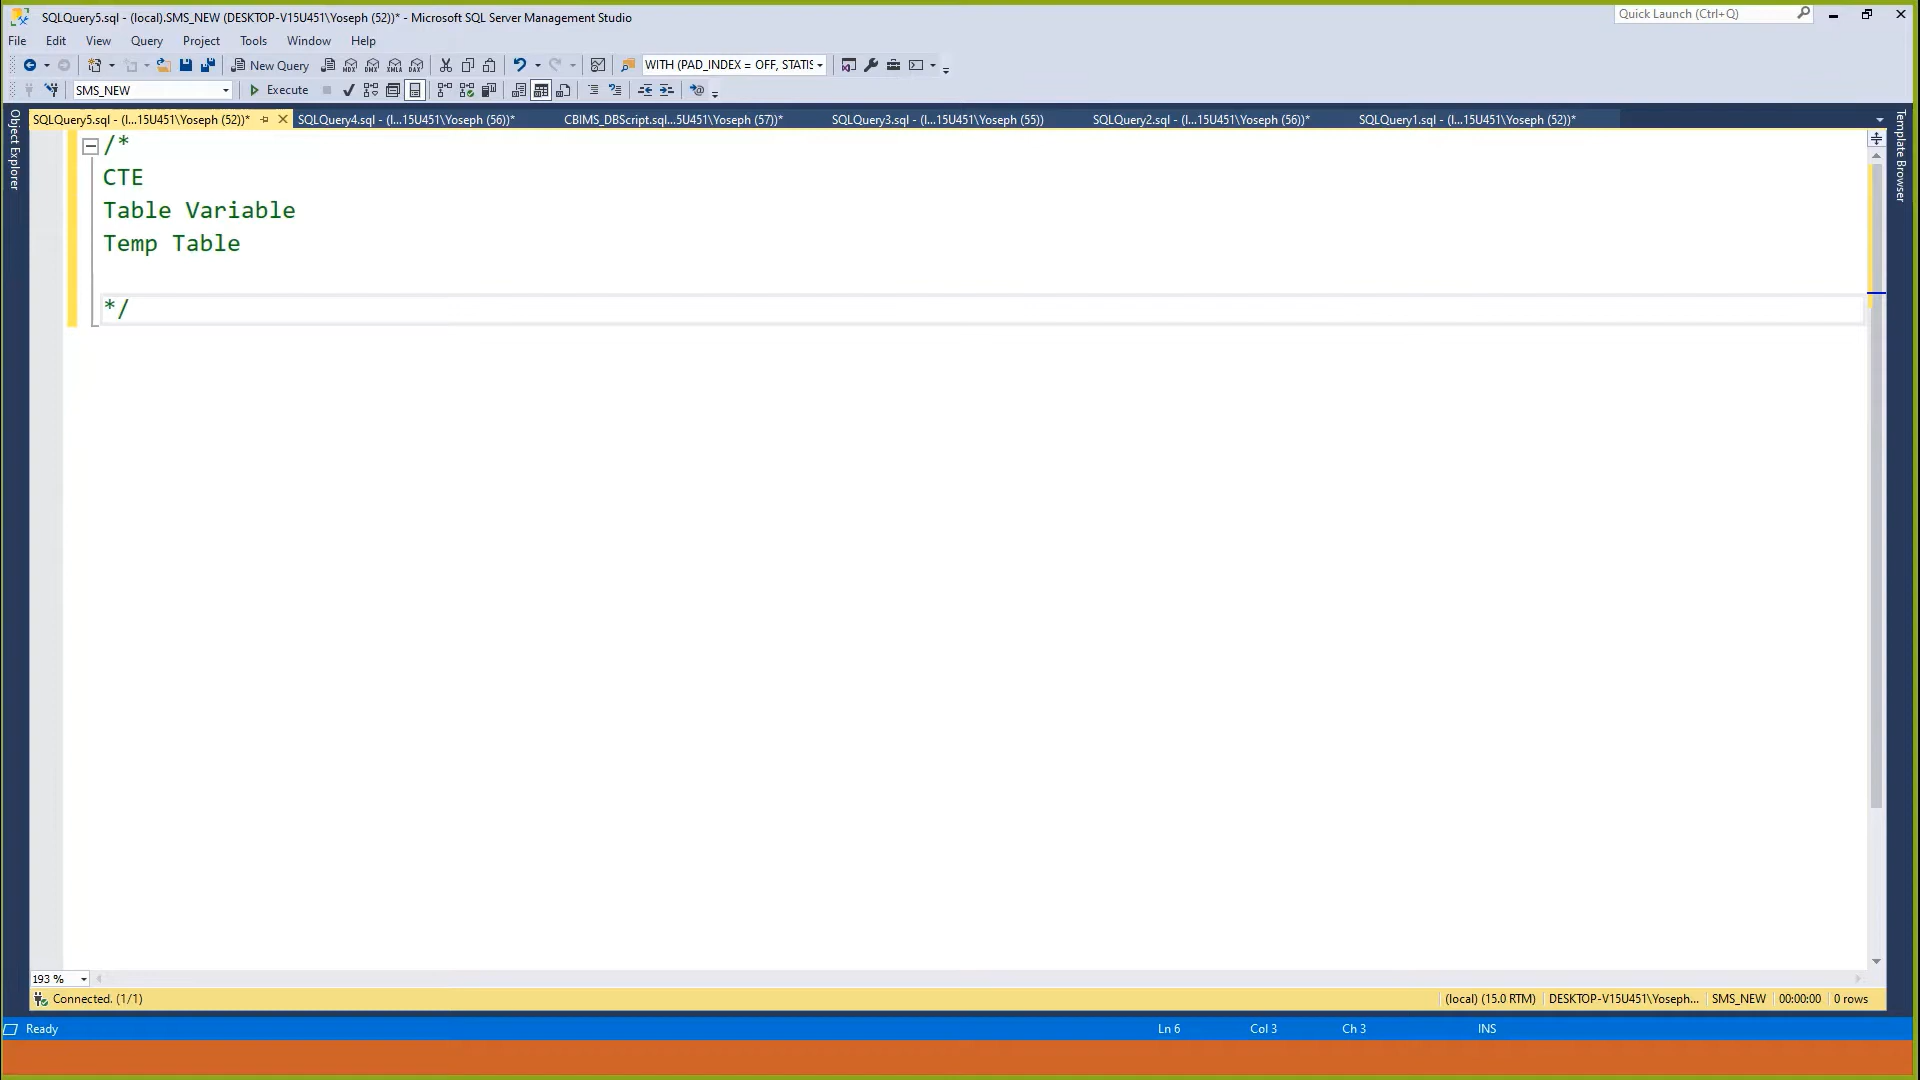 SQLQuery5.sql - (local).SMS_NEW (DESKTOP-V15U451\Yoseph (52))* - Microsoft SQL Server Management Studio
Quick Launch (Ctrl+Q)
File Edit View Query Project Tools Window Help
New Query
WITH (PAD_INDEX = OFF, STATIS
SMS_NEW
Execute
SQLQuery5.sql - (l...15U451\Yoseph (52))*
SQLQuery4.sql - (l...15U451\Yoseph (56))*
CBIMS_DBScript.sql...5U451\Yoseph (57))*
SQLQuery3.sql - (l...15U451\Yoseph (55))
SQLQuery2.sql - (l...15U451\Yoseph (56))*
SQLQuery1.sql - (l...15U451\Yoseph (52))*
Object Explorer
Template Browser
/*
CTE
Table Variable
Temp Table
*/
193 %
Connected. (1/1)
(local) (15.0 RTM)
DESKTOP-V15U451\Yoseph...
SMS_NEW
00:00:00
0 rows
Ready
Ln 6
Col 3
Ch 3
INS